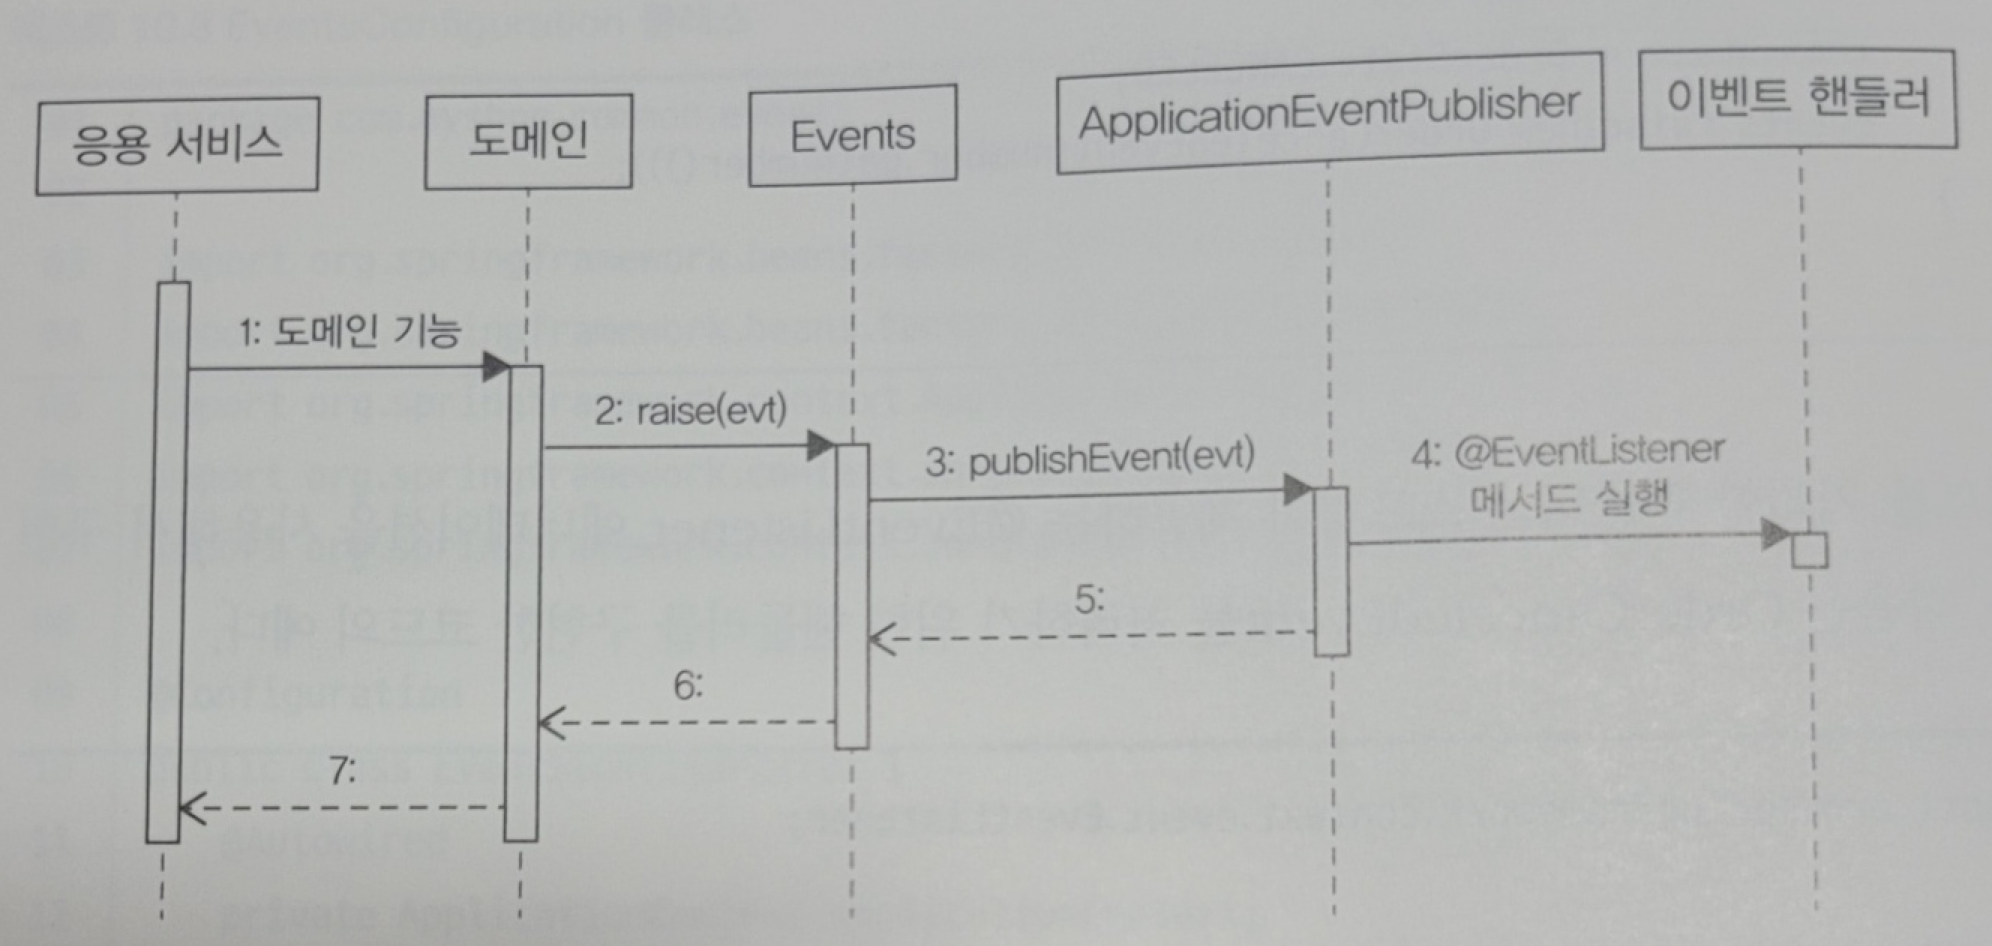 응용 서비스
도메인
Events
ApplicationEventPublisher
이벤트 핸들러
1: 도메인 기능
2: raise(evt)
3: publishEvent(evt)
4: @EventListener
메서드 실행
5:
6:
7: